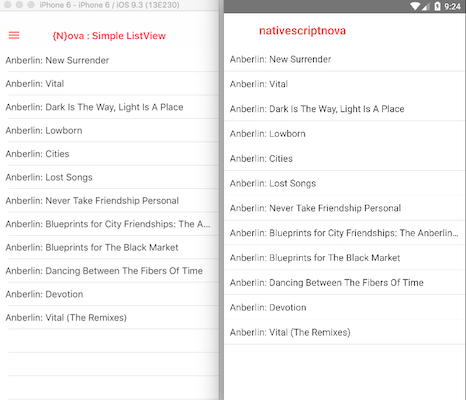 iPhone 6 - iPhone 6 / iOS 9.3 (13E230)
{N}ova : Simple ListView
Anberlin: New Surrender
Anberlin: Vital
Anberlin: Dark Is The Way, Light Is A Place
Anberlin: Lowborn
Anberlin: Cities
Anberlin: Lost Songs
Anberlin: Never Take Friendship Personal
Anberlin: Blueprints for City Friendships: The A...
Anberlin: Blueprints for The Black Market
Anberlin: Dancing Between The Fibers Of Time
Anberlin: Devotion
Anberlin: Vital (The Remixes)
9:24
nativescriptnova
Anberlin: New Surrender
Anberlin: Vital
Anberlin: Dark Is The Way, Light Is A Place
Anberlin: Lowborn
Anberlin: Cities
Anberlin: Lost Songs
Anberlin: Never Take Friendship Personal
Anberlin: Blueprints for City Friendships: The Anberlin...
Anberlin: Blueprints for The Black Market
Anberlin: Dancing Between The Fibers Of Time
Anberlin: Devotion
Anberlin: Vital (The Remixes)